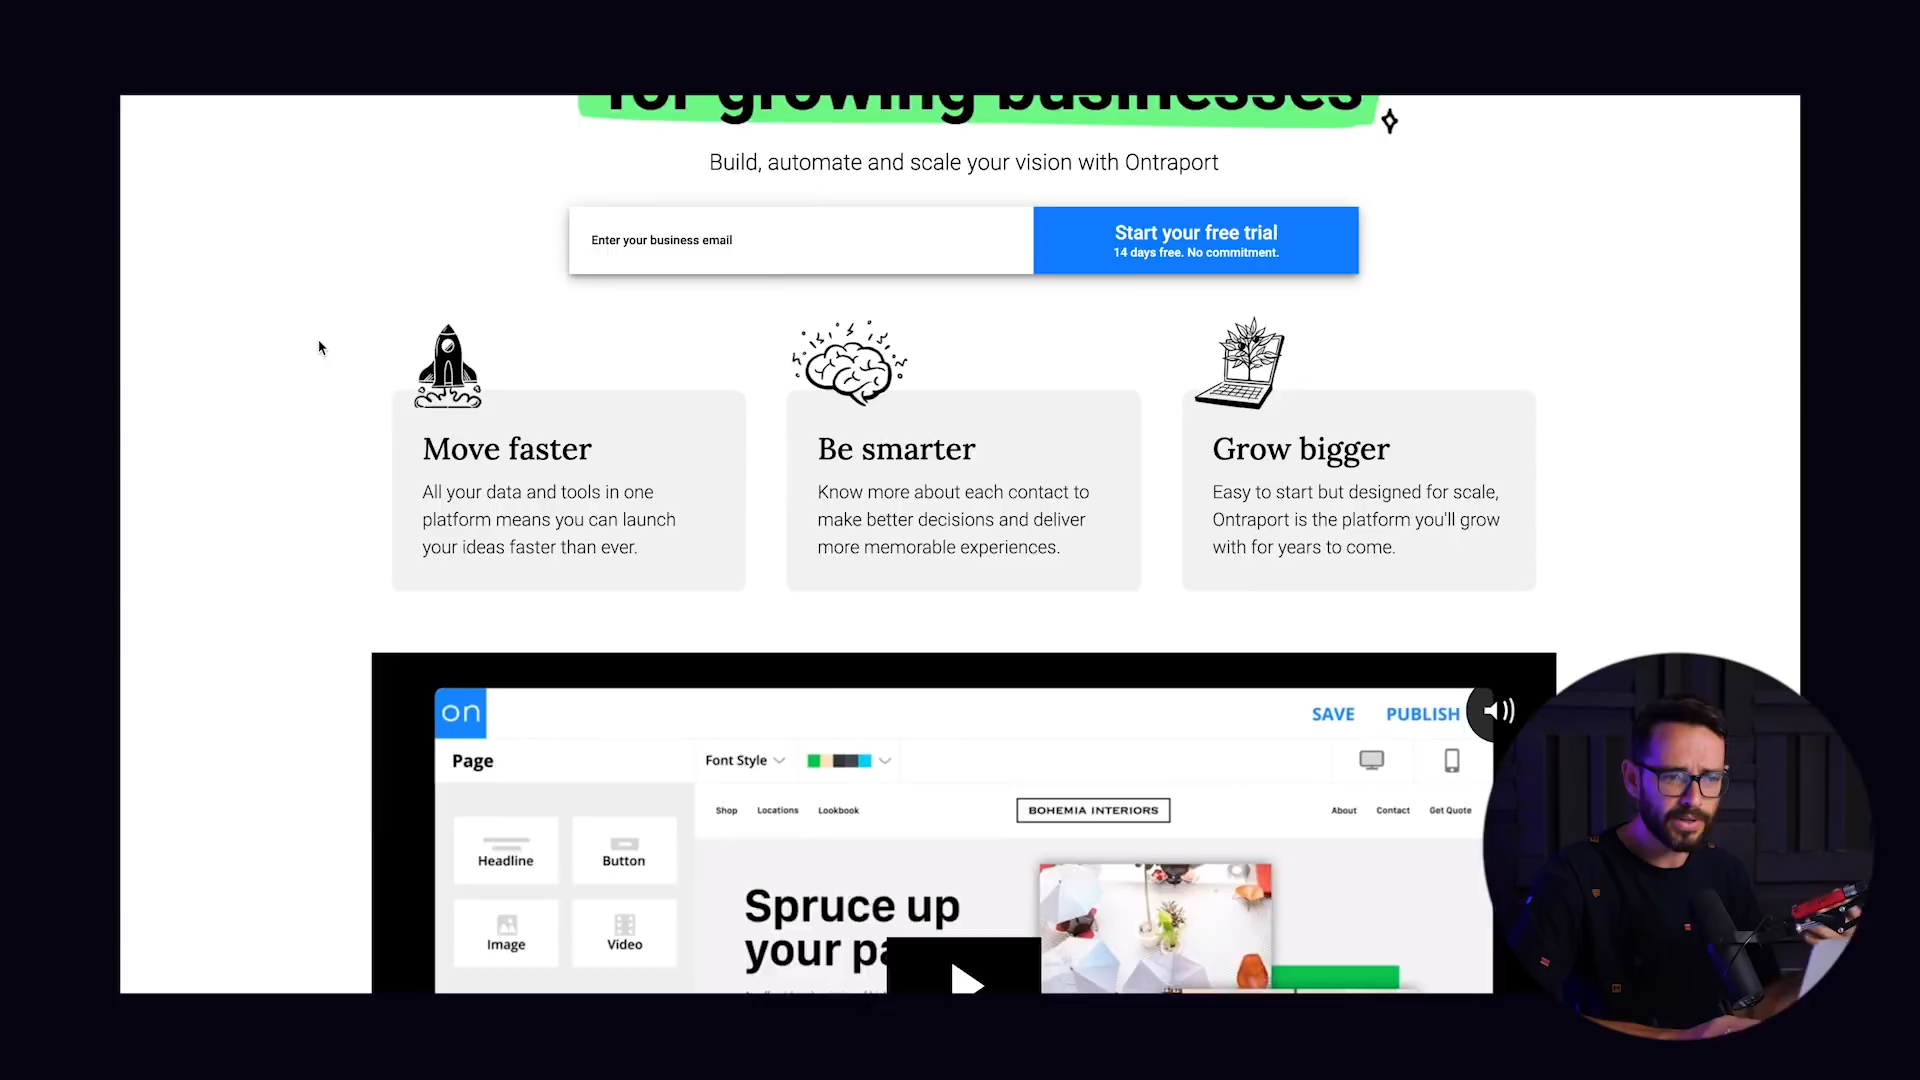 for growing businesses
Build, automate and scale your vision with Ontraport
Enter your business email
Start your free trial
14 days free. No commitment.
Move faster
All your data and tools in one
platform means you can launch
your ideas faster than ever.
Be smarter
Know more about each contact to
make better decisions and deliver
more memorable experiences.
Grow bigger
Easy to start but designed for scale,
Ontraport is the platform you'll grow
with for years to come.
on
SAVE
PUBLISH
Page
Font Style
Shop
Locations
Lookbook
BOHEMIA INTERIORS
About
Contact
Get Quote
Headline
Button
Image
Video
Spruce up
your pa